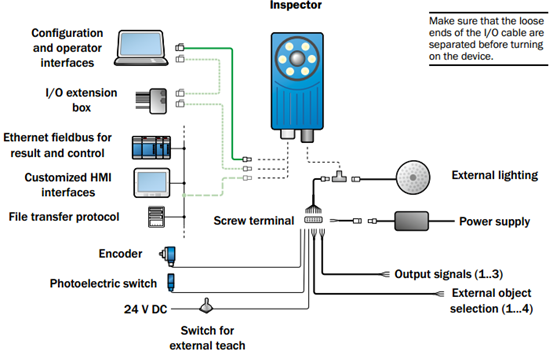 Inspector
Configuration
and operator
interfaces
Make sure that the loose
ends of the I/O cable are
separated before turning
on the device.
I/O extension
box
Ethernet fieldbus for
result and control
Customized HMI
interfaces
External lighting
File transfer protocol
Screw terminal
Power supply
Encoder
Photoelectric switch
Output signals (1..3)
24 V DC
External object
selection (1...4)
Switch for
external teach